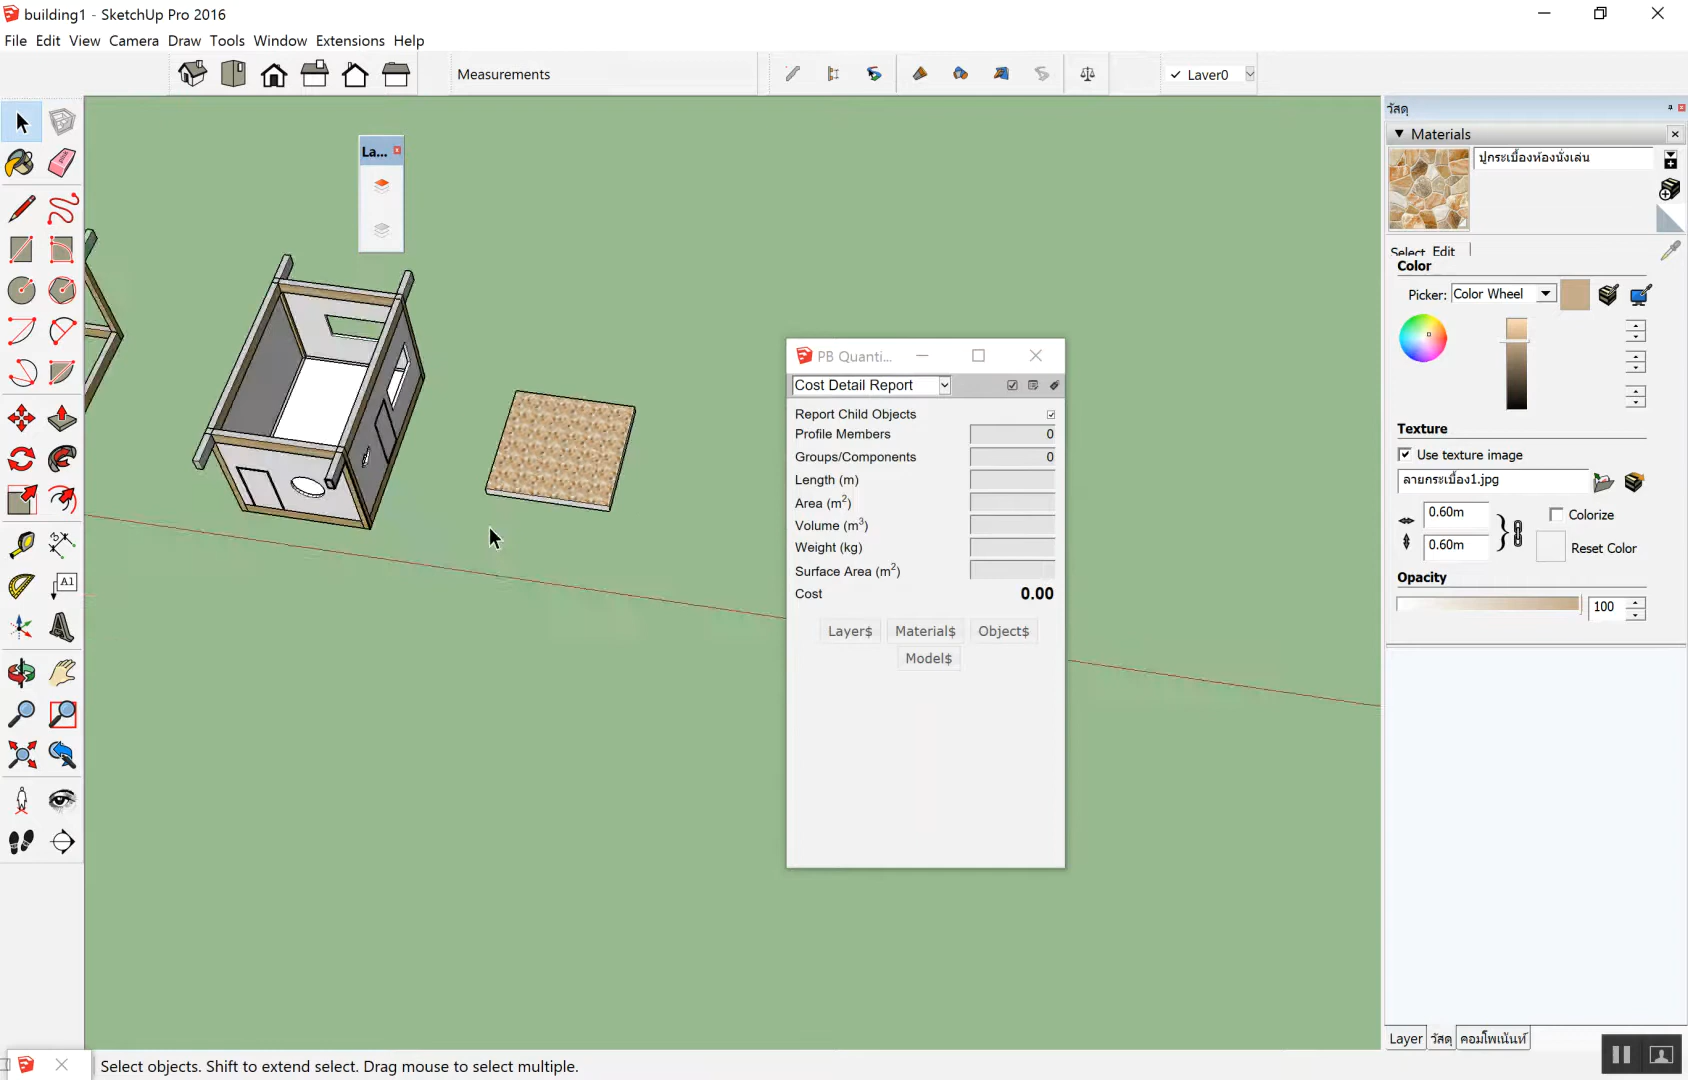 building1 - SketchUp Pro 2016
File Edit View Camera Draw Tools Window Extensions Help
Measurements
Layer0
วัสดุ
La...
Materials
ปูกระเบื้องห้องนั่งเล่น
Select Edit
Color
Picker: Color Wheel
PB Quanti...
Cost Detail Report
Report Child Objects
Profile Members 0
Groups/Components 0
Length (m)
Area (m²)
Volume (m³)
Weight (kg)
Surface Area (m²)
Cost 0.00
Layer$ Materials$ Object$
Model$
Texture
Use texture image
ลายกระเบื้อง1.jpg
0.60m
Colorize
0.60m
Reset Color
Opacity
100
A1
Layer วัสดุ คอมโพเน้นท์
Select objects. Shift to extend select. Drag mouse to select multiple.